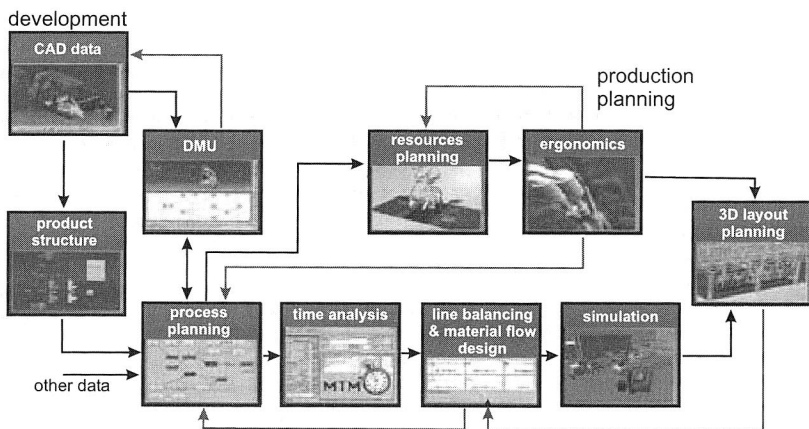 development
CAD data
production
planning
DMU
resources
planning
ergonomics
product
structure
3D layout
planning
process
planning
time analysis
line balancing
& material flow
design
simulation
MTM
other data